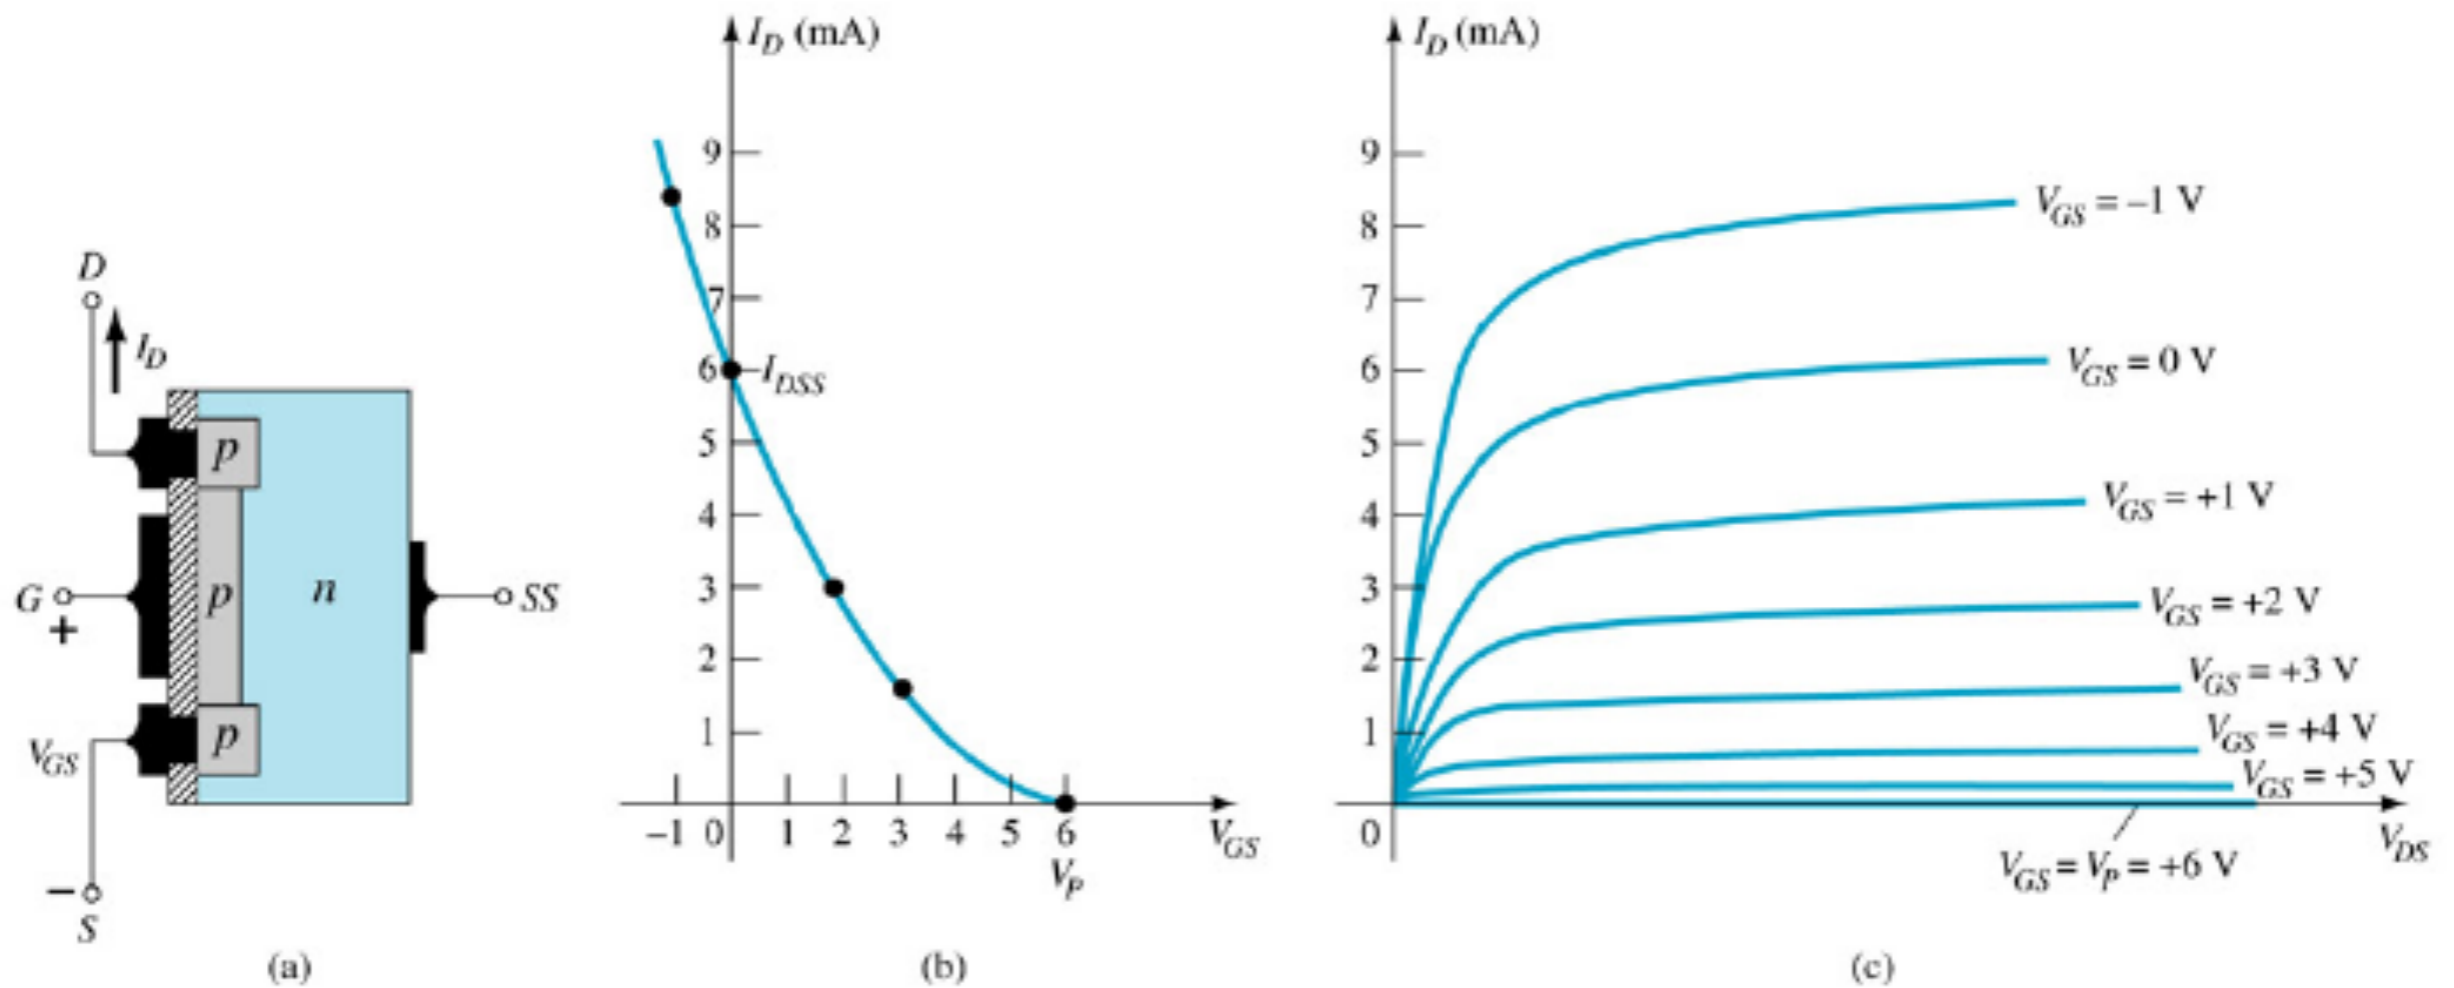 D
I_D
p
G
+
p
n
SS
p
V_GS
–
S
(a)
I_D (mA)
9
8
7
6
I_DSS
5
4
3
2
1
–1 0 1 2 3 4 5 6 V_GS
V_P
(b)
I_D (mA)
9
V_GS = –1 V
8
7
6
V_GS = 0 V
5
V_GS = +1 V
4
3
V_GS = +2 V
2
V_GS = +3 V
1
V_GS = +4 V
V_GS = +5 V
0
V_DS
V_GS = V_P = +6 V
(c)